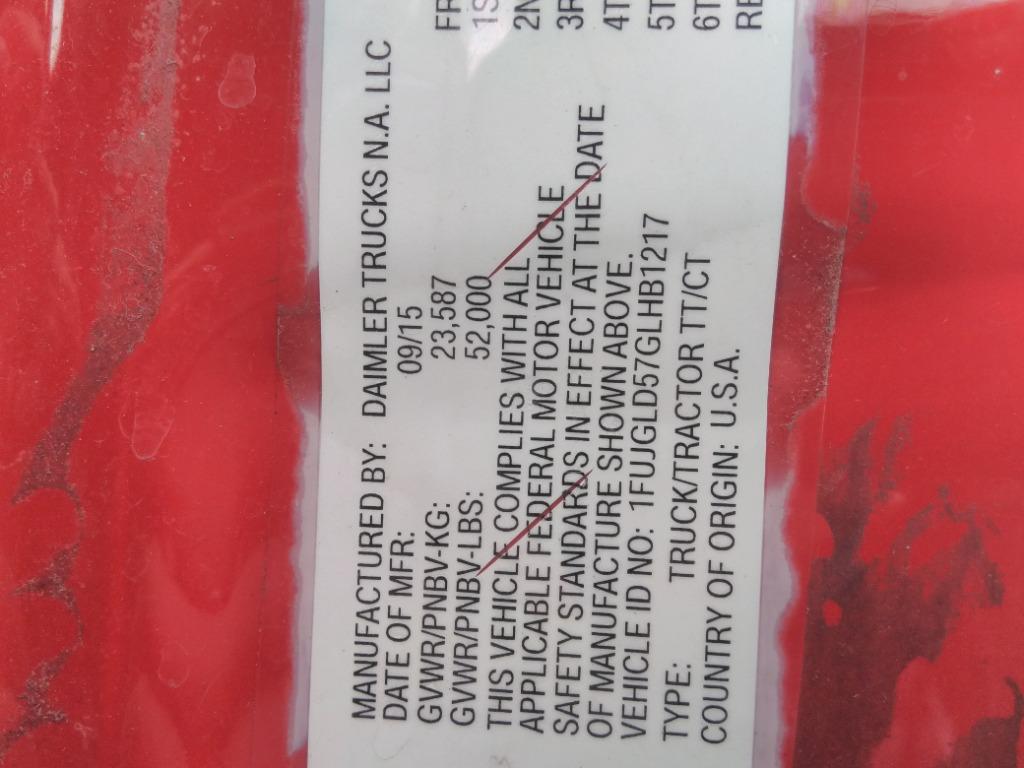 MANUFACTURED BY: DAIMLER TRUCKS N.A. LLC
DATE OF MFR: 09/15
GVWR/PNBV-KG: 23,587
GVWR/PNBV-LBS: 52,000
THIS VEHICLE COMPLIES WITH ALL
APPLICABLE FEDERAL MOTOR VEHICLE
SAFETY STANDARDS IN EFFECT AT THE DATE
OF MANUFACTURE SHOWN ABOVE.
VEHICLE ID NO: 1FUJGLD57GLHB1217
TYPE: TRUCK/TRACTOR TT/CT
COUNTRY OF ORIGIN: U.S.A.